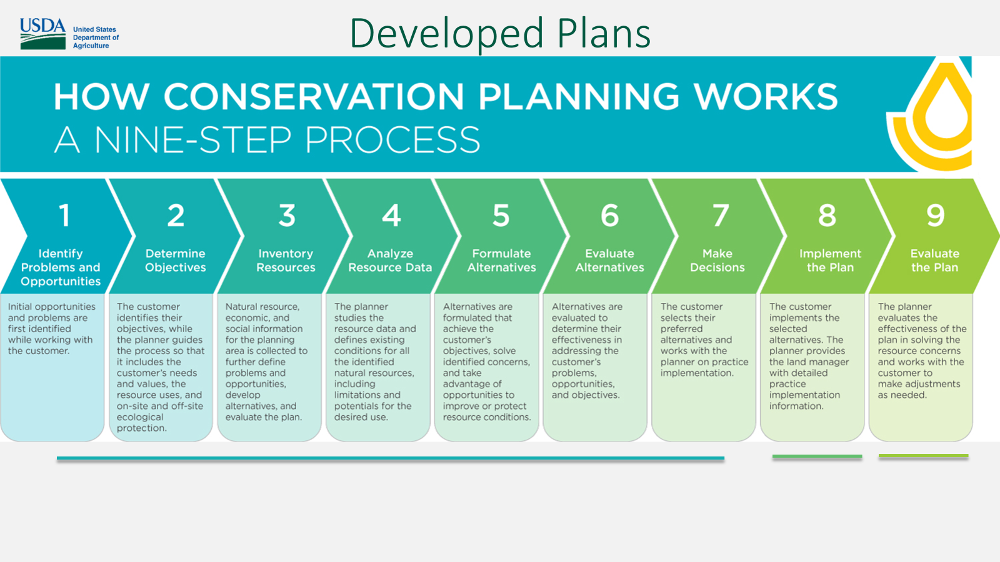 USDA
United States
Department of
Agriculture
Developed Plans
HOW CONSERVATION PLANNING WORKS
A NINE-STEP PROCESS
1
Identify
Problems and
Opportunities
Initial opportunities
and problems are
first identified
while working with
the customer.
2
Determine
Objectives
The customer
identifies their
objectives, while
the planner guides
the process so that
it includes the
customer's needs
and values, the
resource uses, and
on-site and off-site
ecological
protection.
3
Inventory
Resources
Natural resource,
economic, and
social information
for the planning
area is collected to
further define
problems and
opportunities,
develop
alternatives, and
evaluate the plan.
4
Analyze
Resource Data
The planner
studies the
resource data and
defines existing
conditions for all
the identified
natural resources,
including
limitations and
potentials for the
desired use.
5
Formulate
Alternatives
Alternatives are
formulated that
achieve the
customer's
objectives, solve
identified concerns,
and take
advantage of
opportunities to
improve or protect
resource conditions.
6
Evaluate
Alternatives
Alternatives are
evaluated to
determine their
effectiveness in
addressing the
customer's
problems,
opportunities,
and objectives.
7
Make
Decisions
The customer
selects their
preferred
alternatives and
works with the
planner on practice
implementation.
8
Implement
the Plan
The customer
implements the
selected
alternatives. The
planner provides
the land manager
with detailed
practice
implementation
information.
9
Evaluate
the Plan
The planner
evaluates the
effectiveness of the
plan in solving the
resource concerns
and works with the
customer to
make adjustments
as needed.